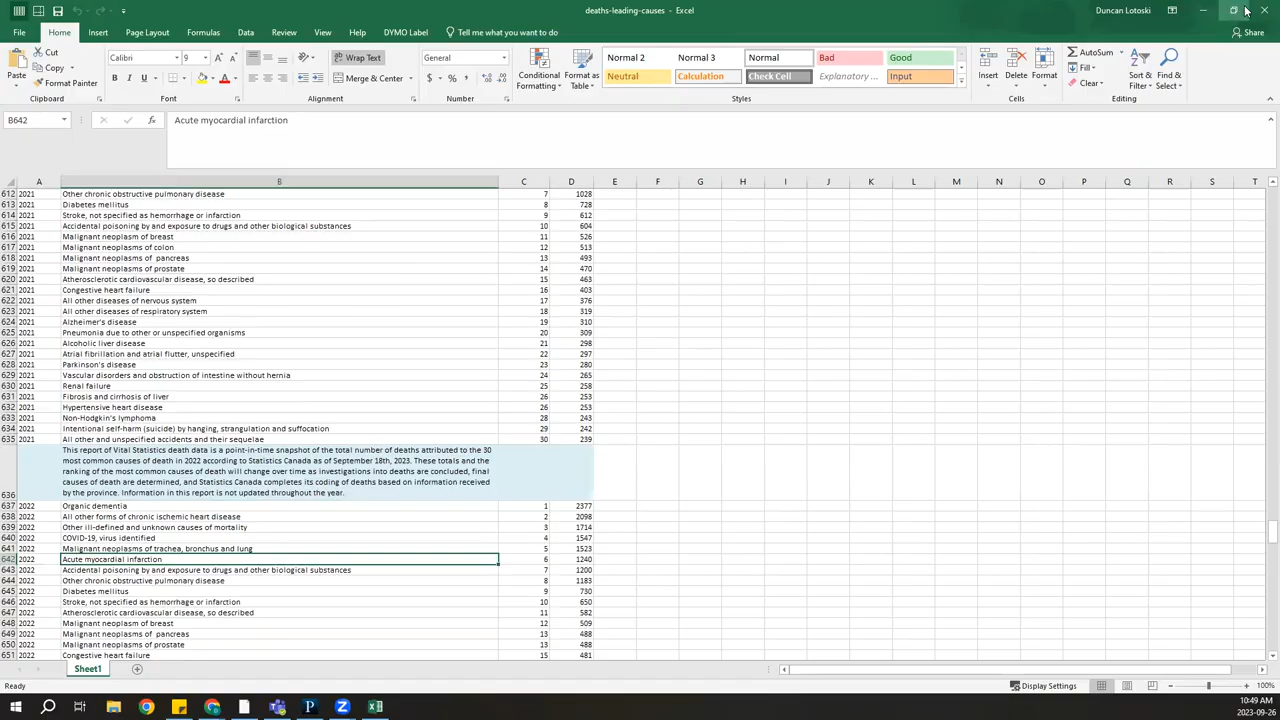 deaths-leading-causes - Excel
Duncan Lotoski
File Home Insert Page Layout Formulas Data Review View Help DYMO Label Tell me what you want to do Share
Cut
Copy
Format Painter
Paste
Clipboard
Calibri 9
B I U
Font
Wrap Text
Merge & Center
Alignment
General
$ % ,
Number
Conditional Formatting
Format as Table
Normal 2 Normal 3 Normal Bad Good
Neutral Calculation Check Cell Explanatory ... Input
Styles
Insert Delete Format
Cells
AutoSum
Fill
Clear
Sort & Filter
Find & Select
Editing
B642 fx Acute myocardial infarction
A B C D E F G H I J K L M N O P Q R S T
612 2021 Other chronic obstructive pulmonary disease 7 1028
613 2021 Diabetes mellitus 8 728
614 2021 Stroke, not specified as hemorrhage or infarction 9 612
615 2021 Accidental poisoning by and exposure to drugs and other biological substances 10 604
616 2021 Malignant neoplasm of breast 11 526
617 2021 Malignant neoplasms of colon 12 513
618 2021 Malignant neoplasms of pancreas 13 493
619 2021 Malignant neoplasms of prostate 14 470
620 2021 Atherosclerotic cardiovascular disease, so described 15 463
621 2021 Congestive heart failure 16 403
622 2021 All other diseases of nervous system 17 376
623 2021 All other diseases of respiratory system 18 319
624 2021 Alzheimer's disease 19 310
625 2021 Pneumonia due to other or unspecified organisms 20 309
626 2021 Alcoholic liver disease 21 298
627 2021 Atrial fibrillation and atrial flutter, unspecified 22 297
628 2021 Parkinson's disease 23 280
629 2021 Vascular disorders and obstruction of intestine without hernia 24 265
630 2021 Renal failure 25 258
631 2021 Fibrosis and cirrhosis of liver 26 253
632 2021 Hypertensive heart disease 26 253
633 2021 Non-Hodgkin's lymphoma 28 243
634 2021 Intentional self-harm (suicide) by hanging, strangulation and suffocation 29 242
635 2021 All other and unspecified accidents and their sequelae 30 239
This report of Vital Statistics death data is a point-in-time snapshot of the total number of deaths attributed to the 30
most common causes of death in 2022 according to Statistics Canada as of September 18th, 2023. These totals and the
ranking of the most common causes of death will change over time as investigations into deaths are concluded, final
causes of death are determined, and Statistics Canada completes its coding of deaths based on information received
636 by the province. Information in this report is not updated throughout the year.
637 2022 Organic dementia 1 2377
638 2022 All other forms of chronic ischemic heart disease 2 2098
639 2022 Other ill-defined and unknown causes of mortality 3 1714
640 2022 COVID-19, virus identified 4 1547
641 2022 Malignant neoplasms of trachea, bronchus and lung 5 1523
642 2022 Acute myocardial infarction 6 1240
643 2022 Accidental poisoning by and exposure to drugs and other biological substances 7 1200
644 2022 Other chronic obstructive pulmonary disease 8 1183
645 2022 Diabetes mellitus 9 730
646 2022 Stroke, not specified as hemorrhage or infarction 10 650
647 2022 Atherosclerotic cardiovascular disease, so described 11 582
648 2022 Malignant neoplasm of breast 12 509
649 2022 Malignant neoplasms of pancreas 13 488
650 2022 Malignant neoplasms of prostate 13 488
651 2022 Congestive heart failure 15 481
Sheet1
Ready Display Settings 100%
10:49 AM
2023-09-26